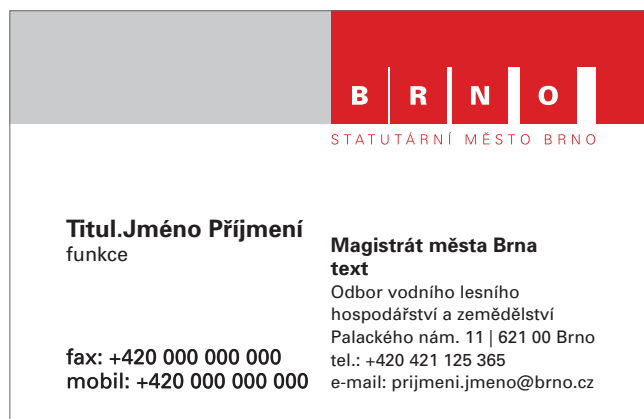 B R N O
STATUTÁRNÍ MĚSTO BRNO
Titul.Jméno Příjmení
funkce
fax: +420 000 000 000
mobil: +420 000 000 000
Magistrát města Brna
text
Odbor vodního lesního
hospodářství a zemědělství
Palackého nám. 11 | 621 00 Brno
tel.: +420 421 125 365
e-mail: prijmeni.jmeno@brno.cz